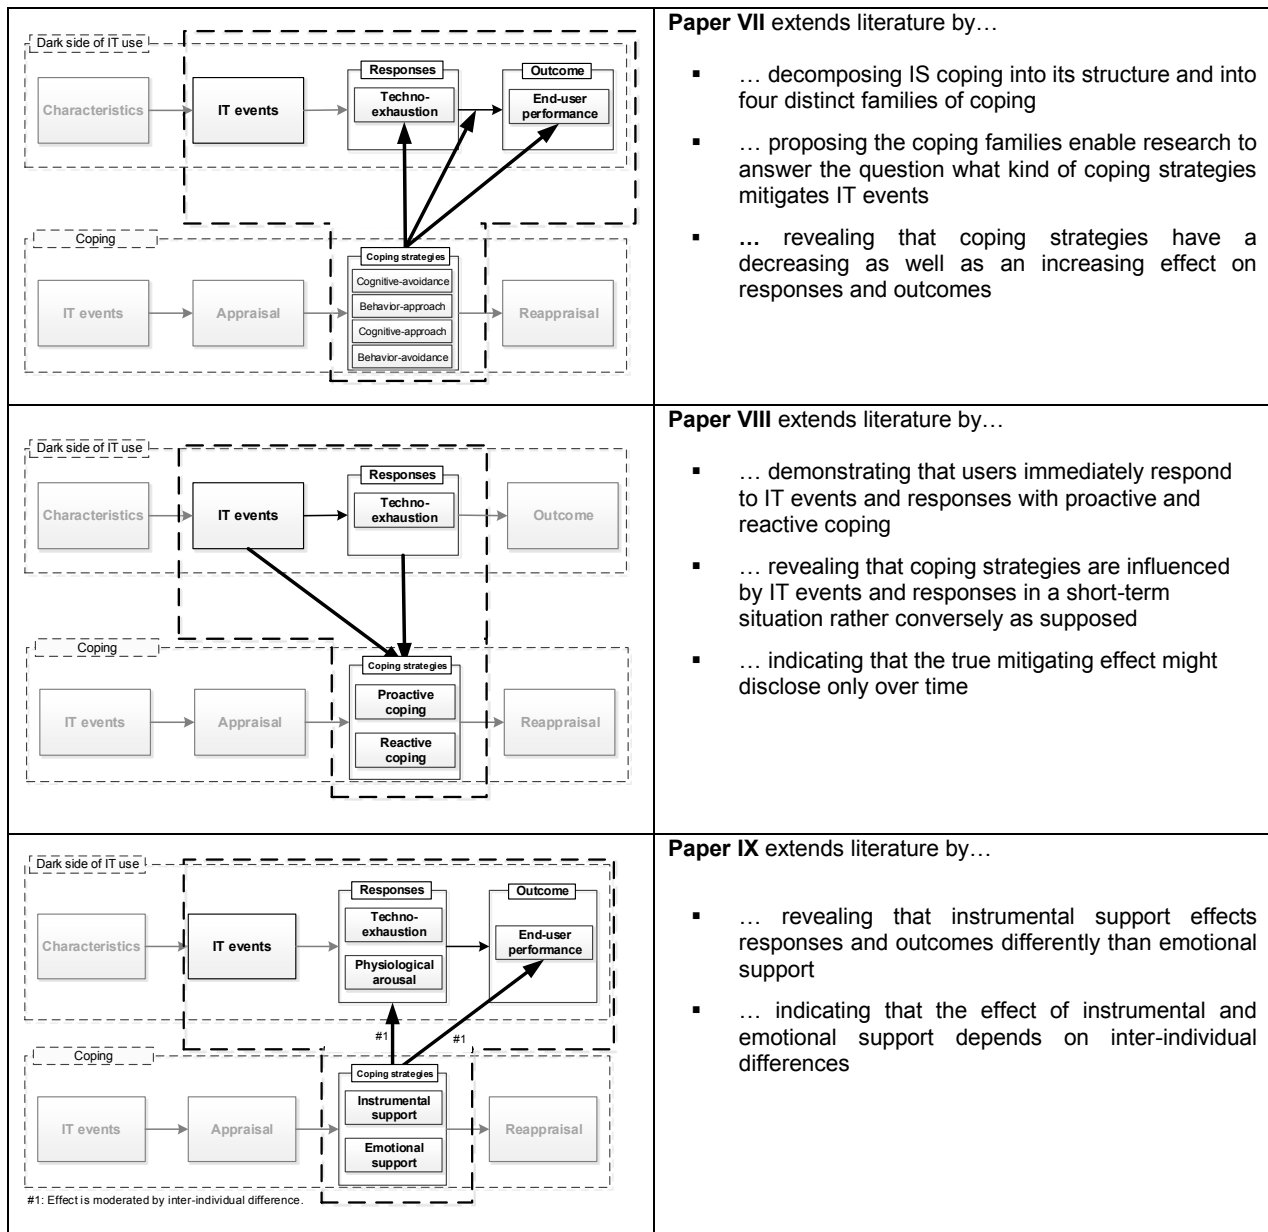 Dark side of IT use
Characteristics
IT events
Responses
Techno-
exhaustion
Outcome
End-user
performance
Coping
IT events
Appraisal
Coping strategies
Cognitive-avoidance
Behavior-approach
Cognitive-approach
Behavior-avoidance
Reappraisal
Paper VII extends literature by…
▪ … decomposing IS coping into its structure and into
four distinct families of coping
▪ … proposing the coping families enable research to
answer the question what kind of coping strategies
mitigates IT events
▪ ... revealing that coping strategies have a
decreasing as well as an increasing effect on
responses and outcomes
Dark side of IT use
Characteristics
IT events
Responses
Techno-
exhaustion
Outcome
Coping
IT events
Appraisal
Coping strategies
Proactive
coping
Reactive
coping
Reappraisal
Paper VIII extends literature by…
▪ … demonstrating that users immediately respond
to IT events and responses with proactive and
reactive coping
▪ … revealing that coping strategies are influenced
by IT events and responses in a short-term
situation rather conversely as supposed
▪ … indicating that the true mitigating effect might
disclose only over time
Dark side of IT use
Characteristics
IT events
Responses
Techno-
exhaustion
Physiological
arousal
Outcome
End-user
performance
#1
#1
Coping
IT events
Appraisal
Coping strategies
Instrumental
support
Emotional
support
Reappraisal
#1: Effect is moderated by inter-individual difference.
Paper IX extends literature by…
▪ … revealing that instrumental support effects
responses and outcomes differently than emotional
support
▪ … indicating that the effect of instrumental and
emotional support depends on inter-individual
differences